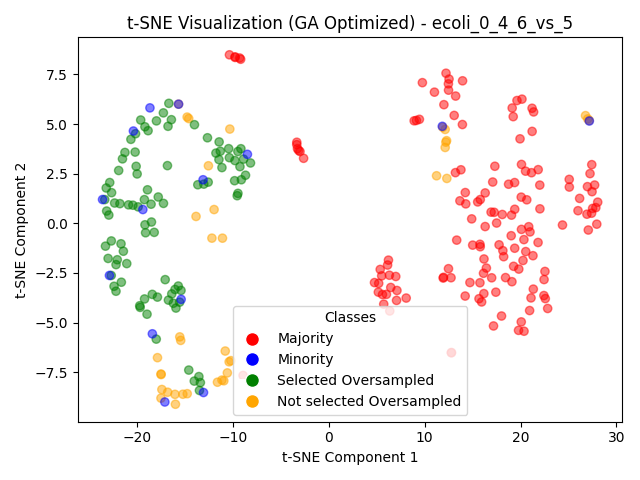 t-SNE Visualization (GA Optimized) - ecoli_0_4_6_vs_5
t-SNE Component 2
7.5
5.0
2.5
0.0
−2.5
−5.0
−7.5
Classes
Majority
Minority
Selected Oversampled
Not selected Oversampled
−20 −10 0 10 20 30
t-SNE Component 1